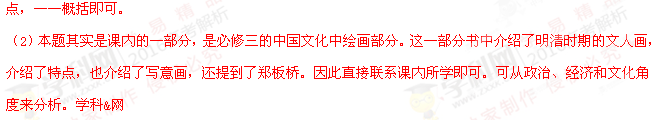 点，一一概括即可。
（2）本题其实是课内的一部分，是必修三的中国文化中绘画部分。这一部分书中介绍了明清时期的文人画，
介绍了特点，也介绍了写意画，还提到了郑板桥。因此直接联系课内所学即可。可从政治、经济和文化角
度来分析。学科&网